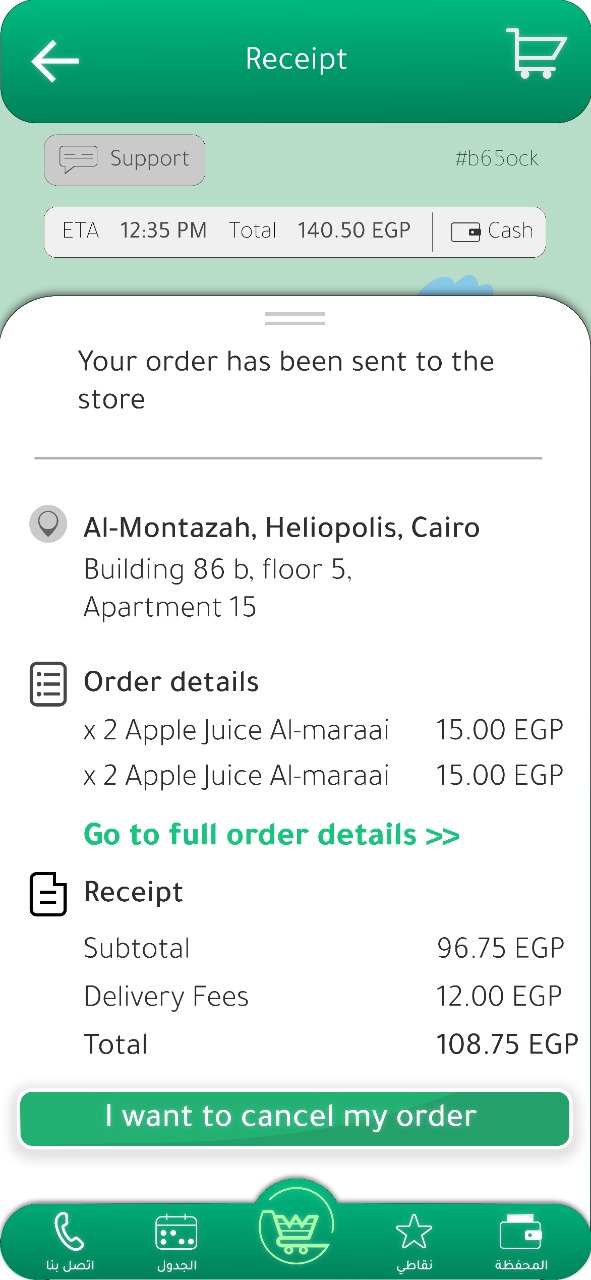 Receipt
Support
#b65ock
ETA 12:35 PM Total 140.50 EGP Cash
Your order has been sent to the
store
Al-Montazah, Heliopolis, Cairo
Building 86 b, floor 5,
Apartment 15
Order details
x 2 Apple Juice Al-maraai 15.00 EGP
x 2 Apple Juice Al-maraai 15.00 EGP
Go to full order details >>
Receipt
Subtotal 96.75 EGP
Delivery Fees 12.00 EGP
Total 108.75 EGP
I want to cancel my order
اتصل بنا الجدول نقاطي المحفظة